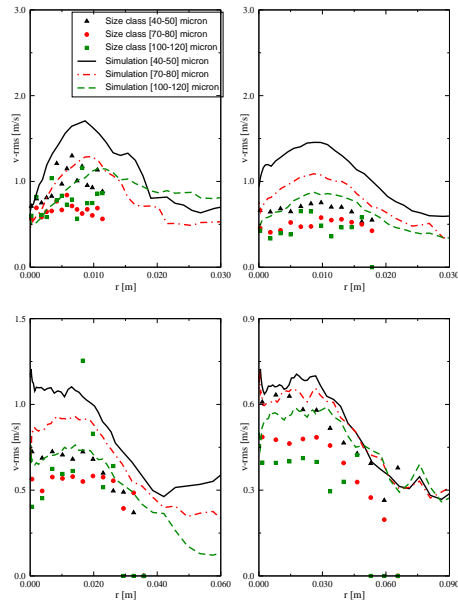 3.0
2.0
1.0
0.0
v-rms [m/s]
0.000 0.010 0.020 0.030
r [m]
Size class [40-50] micron
Size class [70-80] micron
Size class [100-120] micron
Simulation [40-50] micron
Simulation [70-80] micron
Simulation [100-120] micron
3.0
2.0
1.0
0.0
v-rms [m/s]
0.000 0.010 0.020 0.030
r [m]
1.5
1.0
0.5
0.0
v-rms [m/s]
0.000 0.020 0.040 0.060
r [m]
0.9
0.6
0.3
0.0
v-rms [m/s]
0.000 0.030 0.060 0.090
r [m]